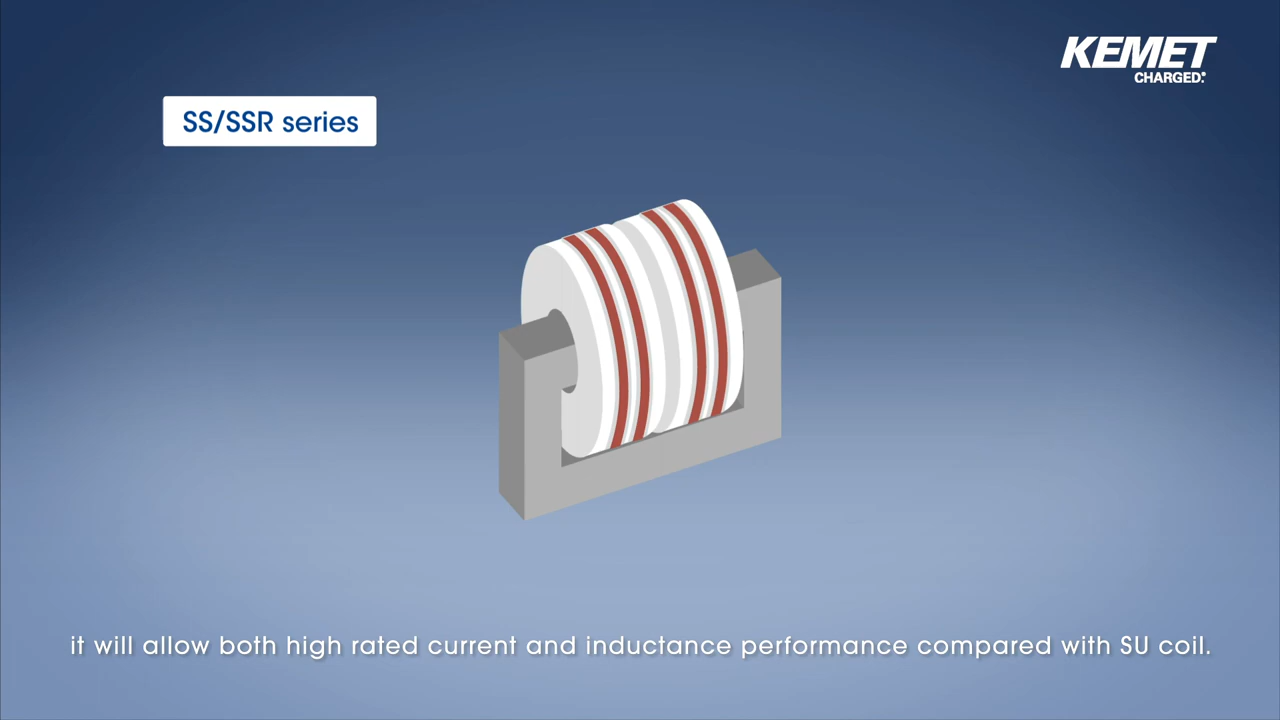 KEMET
CHARGED.
SS/SSR series
it will allow both high rated current and inductance performance compared with SU coil.